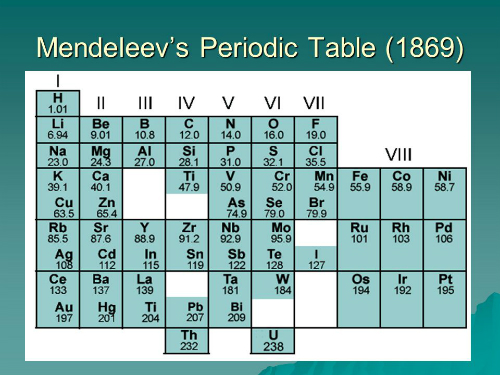 Mendeleev's Periodic Table (1869)
I
H II III IV V VI VII
1.01
Li Be B C N O F
6.94 9.01 10.8 12.0 14.0 16.0 19.0
Na Mg Al Si P S Cl VIII
23.0 24.3 27.0 28.1 31.0 32.1 35.5
K Ca Ti V Cr Mn Fe Co Ni
39.1 40.1 47.9 50.9 52.0 54.9 55.9 58.9 58.7
Cu Zn As Se Br
63.5 65.4 74.9 79.0 79.9
Rb Sr Y Zr Nb Mo Ru Rh Pd
85.5 87.6 88.9 91.2 92.9 95.9 101 103 106
Ag Cd In Sn Sb Te I
108 112 115 119 122 128 127
Ce Ba La Ta W Os Ir Pt
133 137 139 181 184 194 192 195
Au Hg Ti Pb Bi
197 201 204 207 209
Th U
232 238